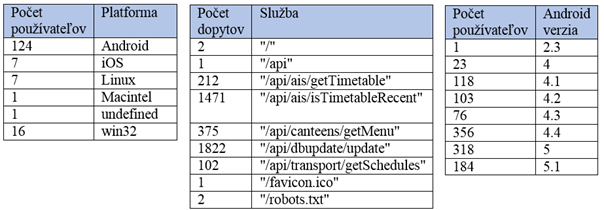 Počet používateľov Platforma
124 Android
7 iOS
7 Linux
1 Macintel
1 undefined
16 win32
Počet dopytov Služba
2 "/"
1 "/api"
212 "/api/ais/getTimetable"
1471 "/api/ais/isTimetableRecent"
375 "/api/canteens/getMenu"
1822 "/api/dbupdate/update"
102 "/api/transport/getSchedules"
1 "/favicon.ico"
2 "/robots.txt"
Počet používateľov Android verzia
1 2.3
23 4
118 4.1
103 4.2
76 4.3
356 4.4
318 5
184 5.1